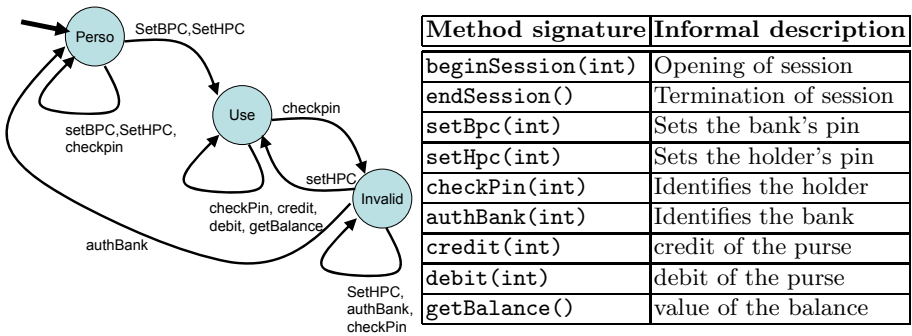 Perso
SetBPC,SetHPC
setBPC,SetHPC,
checkpin
Use
checkpin
setHPC
checkPin, credit,
debit, getBalance
Invalid
authBank
SetHPC,
authBank,
checkPin
Method signature Informal description
beginSession(int) Opening of session
endSession() Termination of session
setBpc(int) Sets the bank's pin
setHpc(int) Sets the holder's pin
checkPin(int) Identifies the holder
authBank(int) Identifies the bank
credit(int) credit of the purse
debit(int) debit of the purse
getBalance() value of the balance